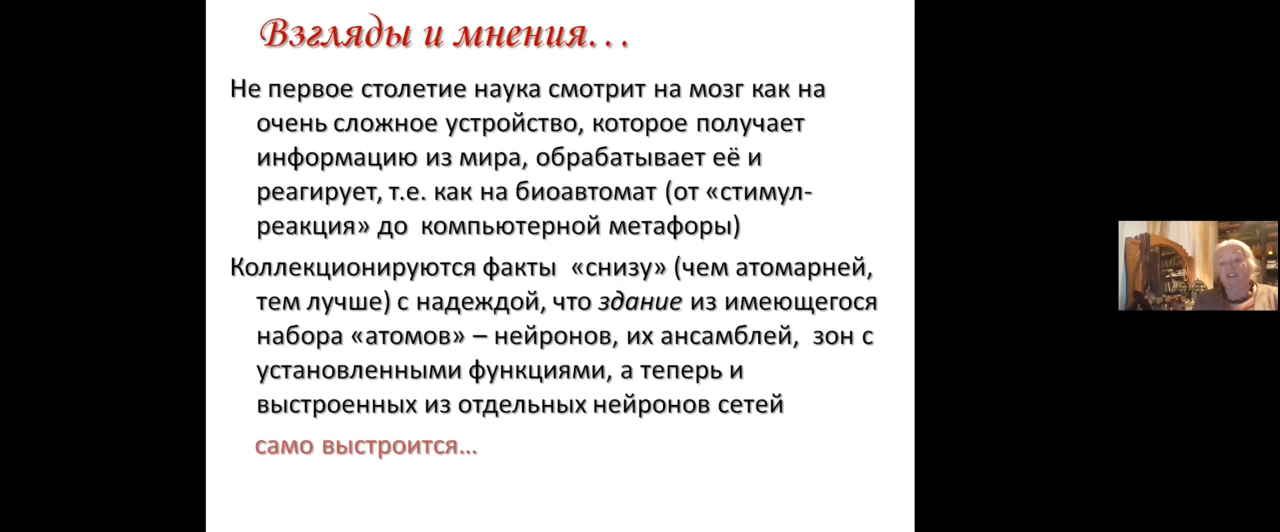 Взгляды и мнения…
Не первое столетие наука смотрит на мозг как на
очень сложное устройство, которое получает
информацию из мира, обрабатывает её и
реагирует, т.е. как на биоавтомат (от «стимул-
реакция» до компьютерной метафоры)
Коллекционируются факты «снизу» (чем атомарней,
тем лучше) с надеждой, что здание из имеющегося
набора «атомов» – нейронов, их ансамблей, зон с
установленными функциями, а теперь и
выстроенных из отдельных нейронов сетей
само выстроится…